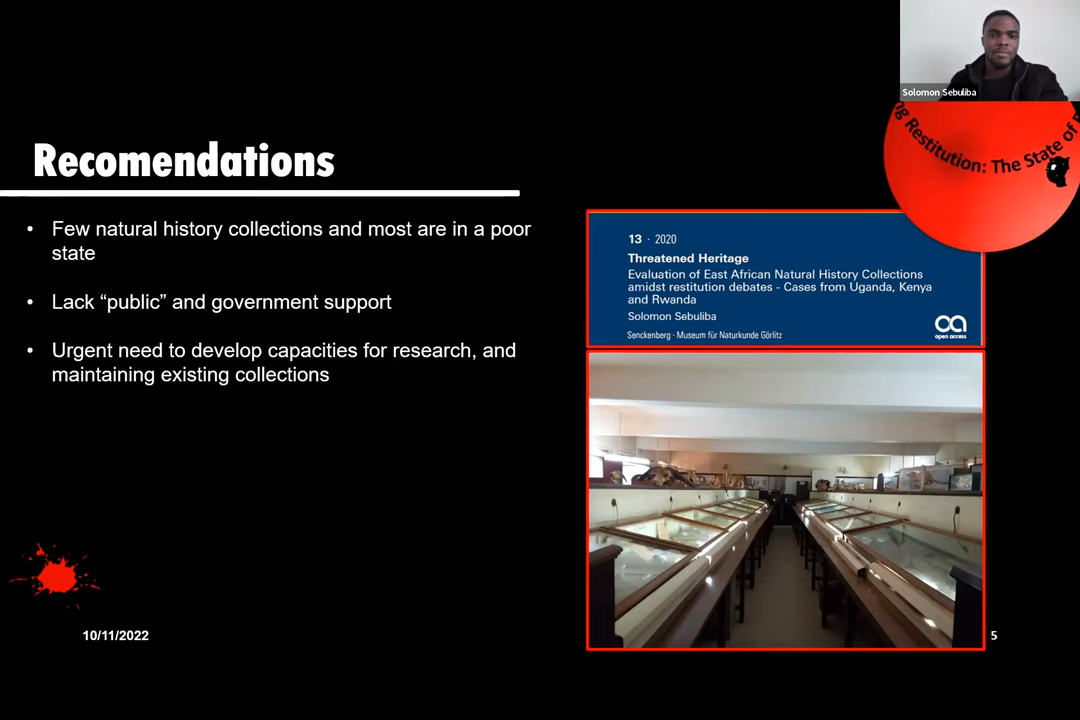 Solomon Sebuliba
Restitution: The State of
Recomendations
• Few natural history collections and most are in a poor
state
• Lack “public” and government support
• Urgent need to develop capacities for research, and
maintaining existing collections
13 · 2020
Threatened Heritage
Evaluation of East African Natural History Collections
amidst restitution debates - Cases from Uganda, Kenya
and Rwanda
Solomon Sebuliba
Senckenberg · Museum für Naturkunde Görlitz
open access
10/11/2022
5